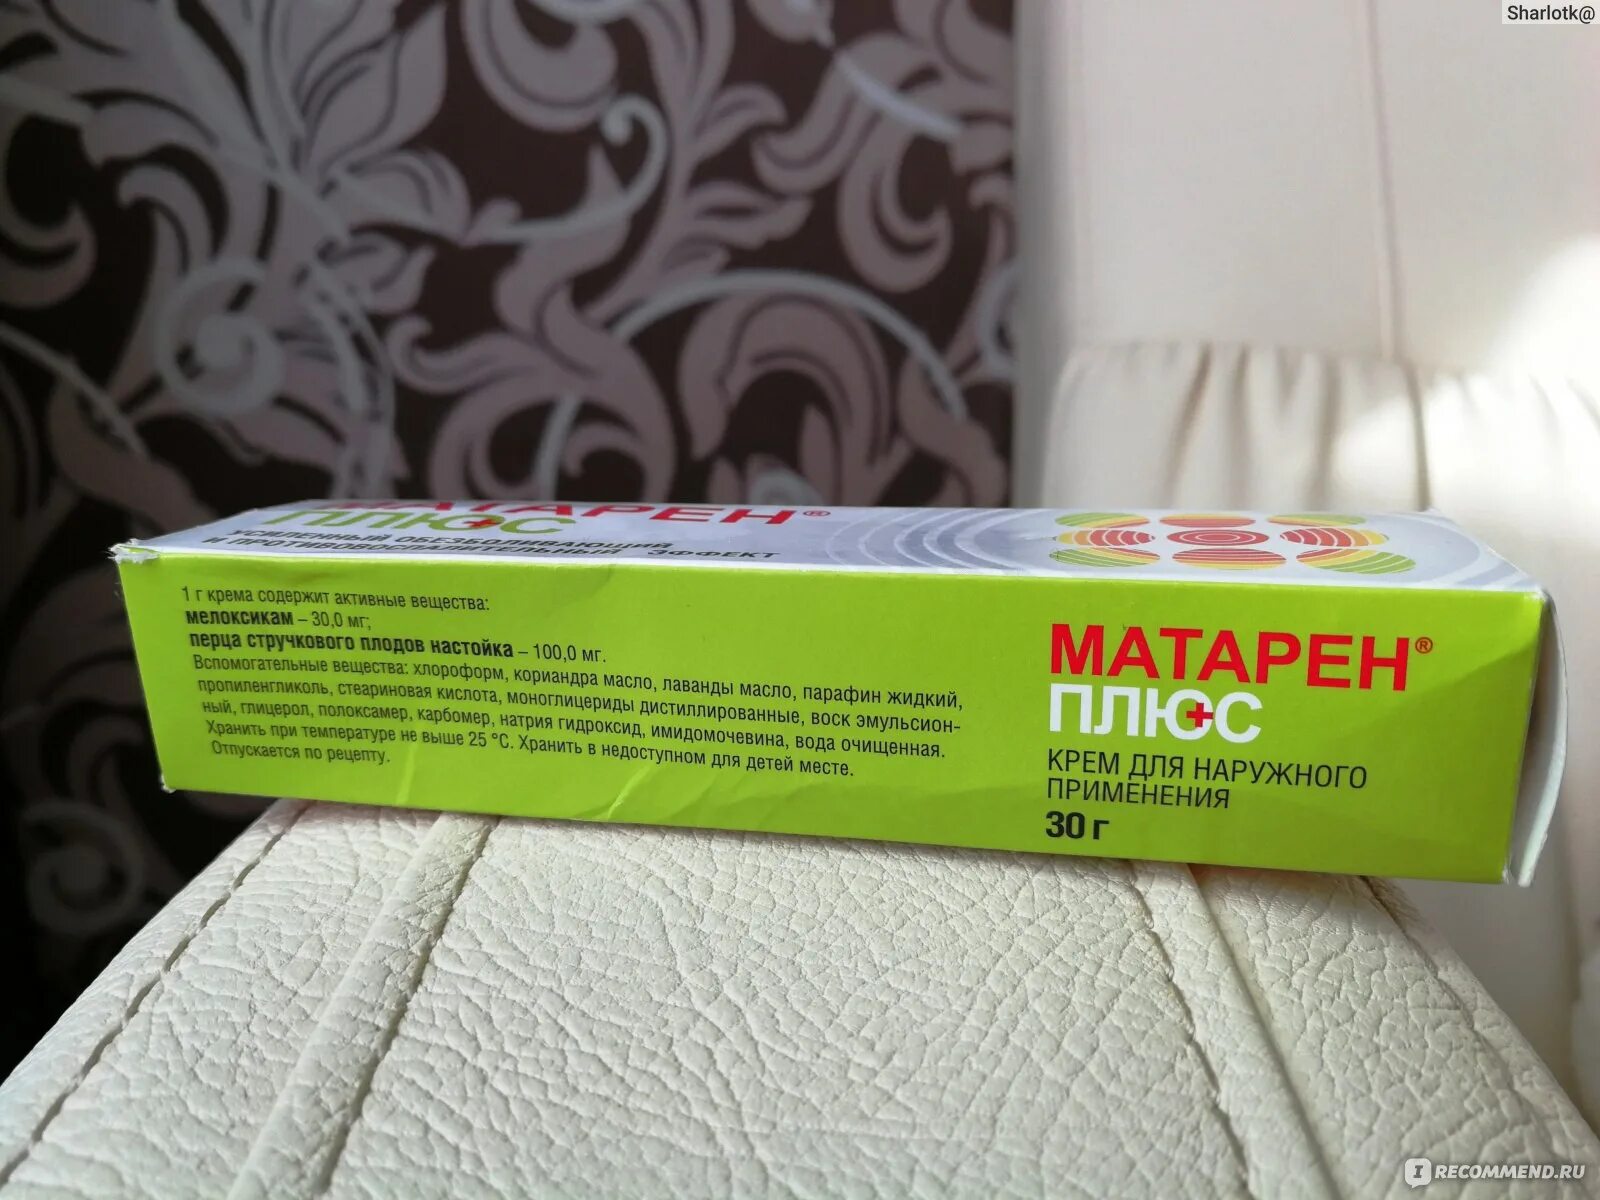 Sharlotk@
МАТАРЕН®
ПЛЮС
УСИЛЕННЫЙ ОБЕЗБОЛИВАЮЩИЙ
И ПРОТИВОВОСПАЛИТЕЛЬНЫЙ ЭФФЕКТ
1 г крема содержит активные вещества:
мелоксикам – 30,0 мг;
перца стручкового плодов настойка – 100,0 мг.
Вспомогательные вещества: хлороформ, кориандра масло, лаванды масло, парафин жидкий,
пропиленгликоль, стеариновая кислота, моноглицериды дистиллированные, воск эмульсион-
ный, глицерол, полоксамер, карбомер, натрия гидроксид, имидомочевина, вода очищенная.
Хранить при температуре не выше 25 °С. Хранить в недоступном для детей месте.
Отпускается по рецепту.
МАТАРЕН®
ПЛЮС
КРЕМ ДЛЯ НАРУЖНОГО
ПРИМЕНЕНИЯ
30 г
IRECOMMEND.RU